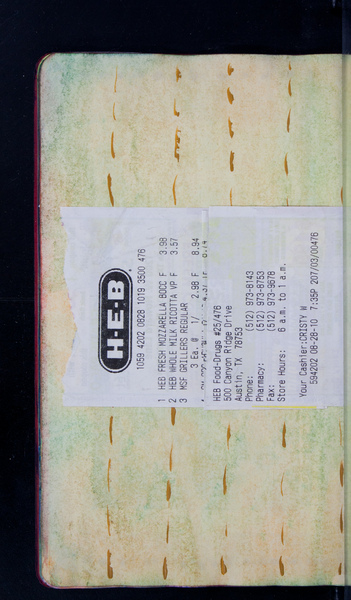 H-E-B
1059 4202 0828 1019 3500 476
1 HEB FRESH MOZZARELLA BOCC F 3.98
2 HEB WHOLE MILK RICOTTA VP F 3.57
3 MSF GRILLERS REGULAR
3 Ea. @ 1/ 2.98 F 8.94
HEB Food-Drugs #25/476
500 Canyon Ridge Drive
Austin, TX 78753
Phone: (512) 973-8143
Pharmacy: (512) 973-8753
Fax: (512) 973-9678
Store Hours: 6 a.m. to 1 a.m.
Your Cashier:CRISTY W
594202 08-28-10 7:35P 207/03/00476